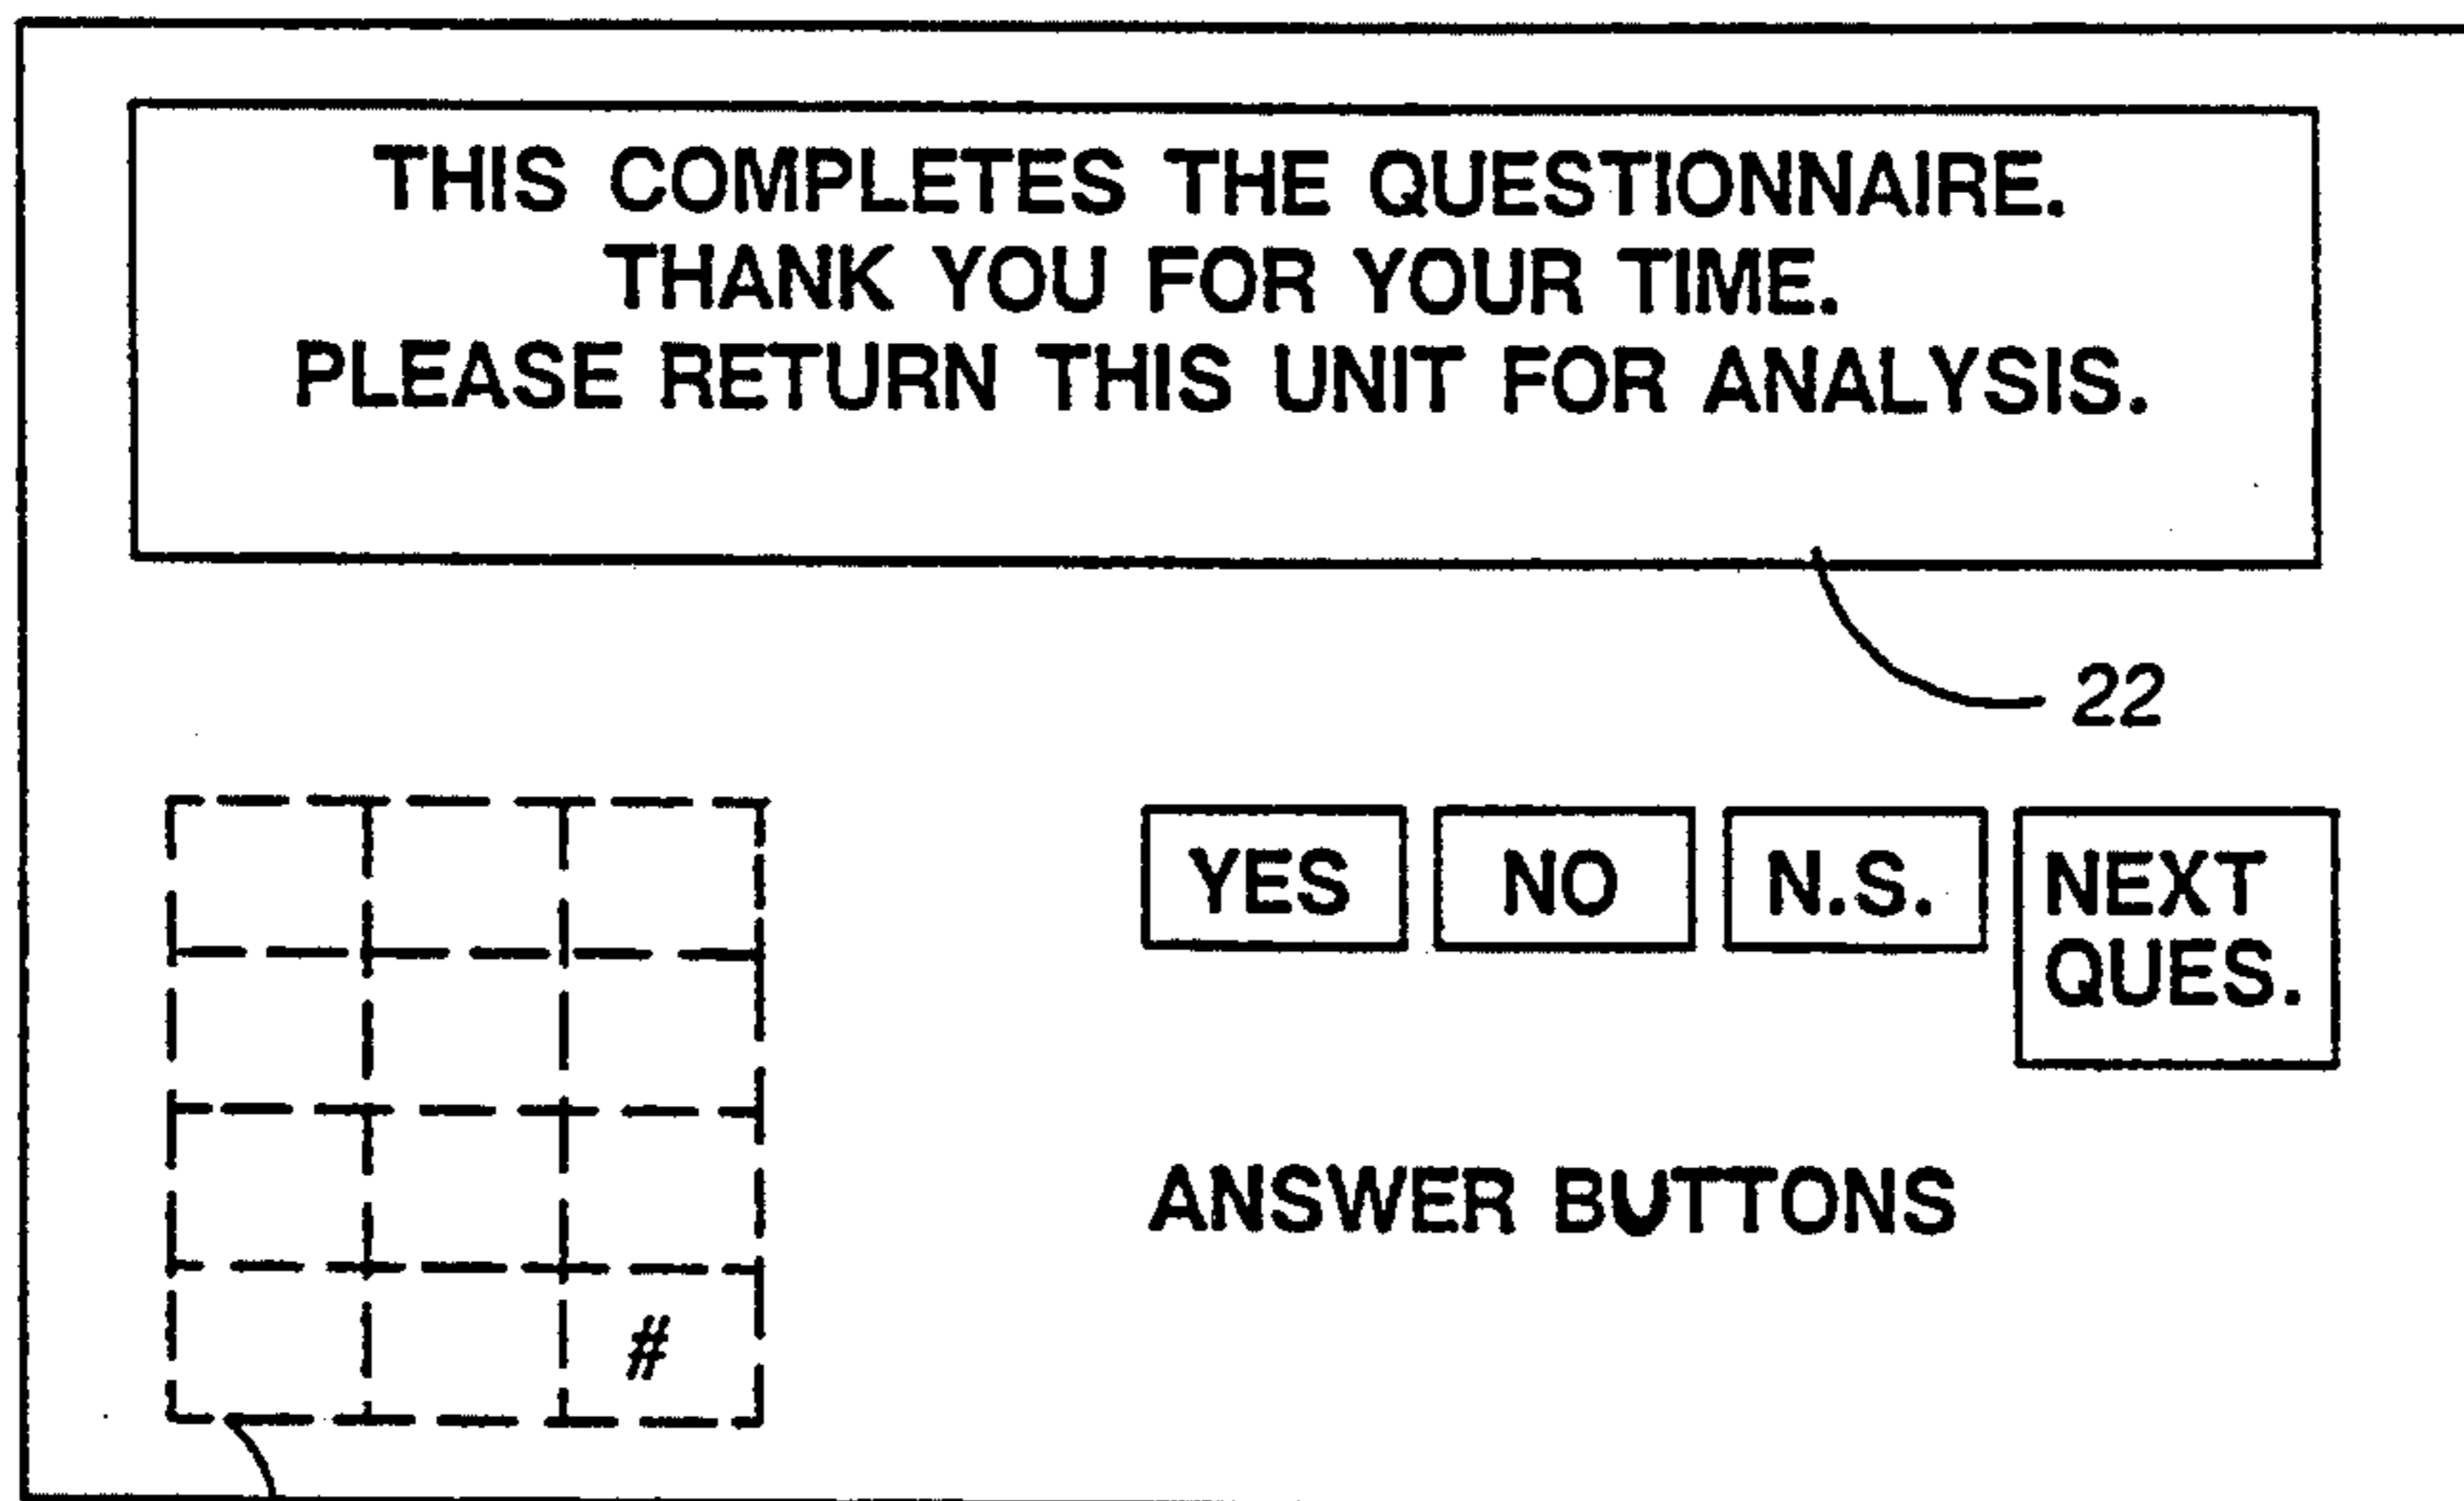 THIS COMPLETES THE QUESTIONNAIRE.
THANK YOU FOR YOUR TIME.
PLEASE RETURN THIS UNIT FOR ANALYSIS.
22
YES NO N.S. NEXT
QUES.
ANSWER BUTTONS
#